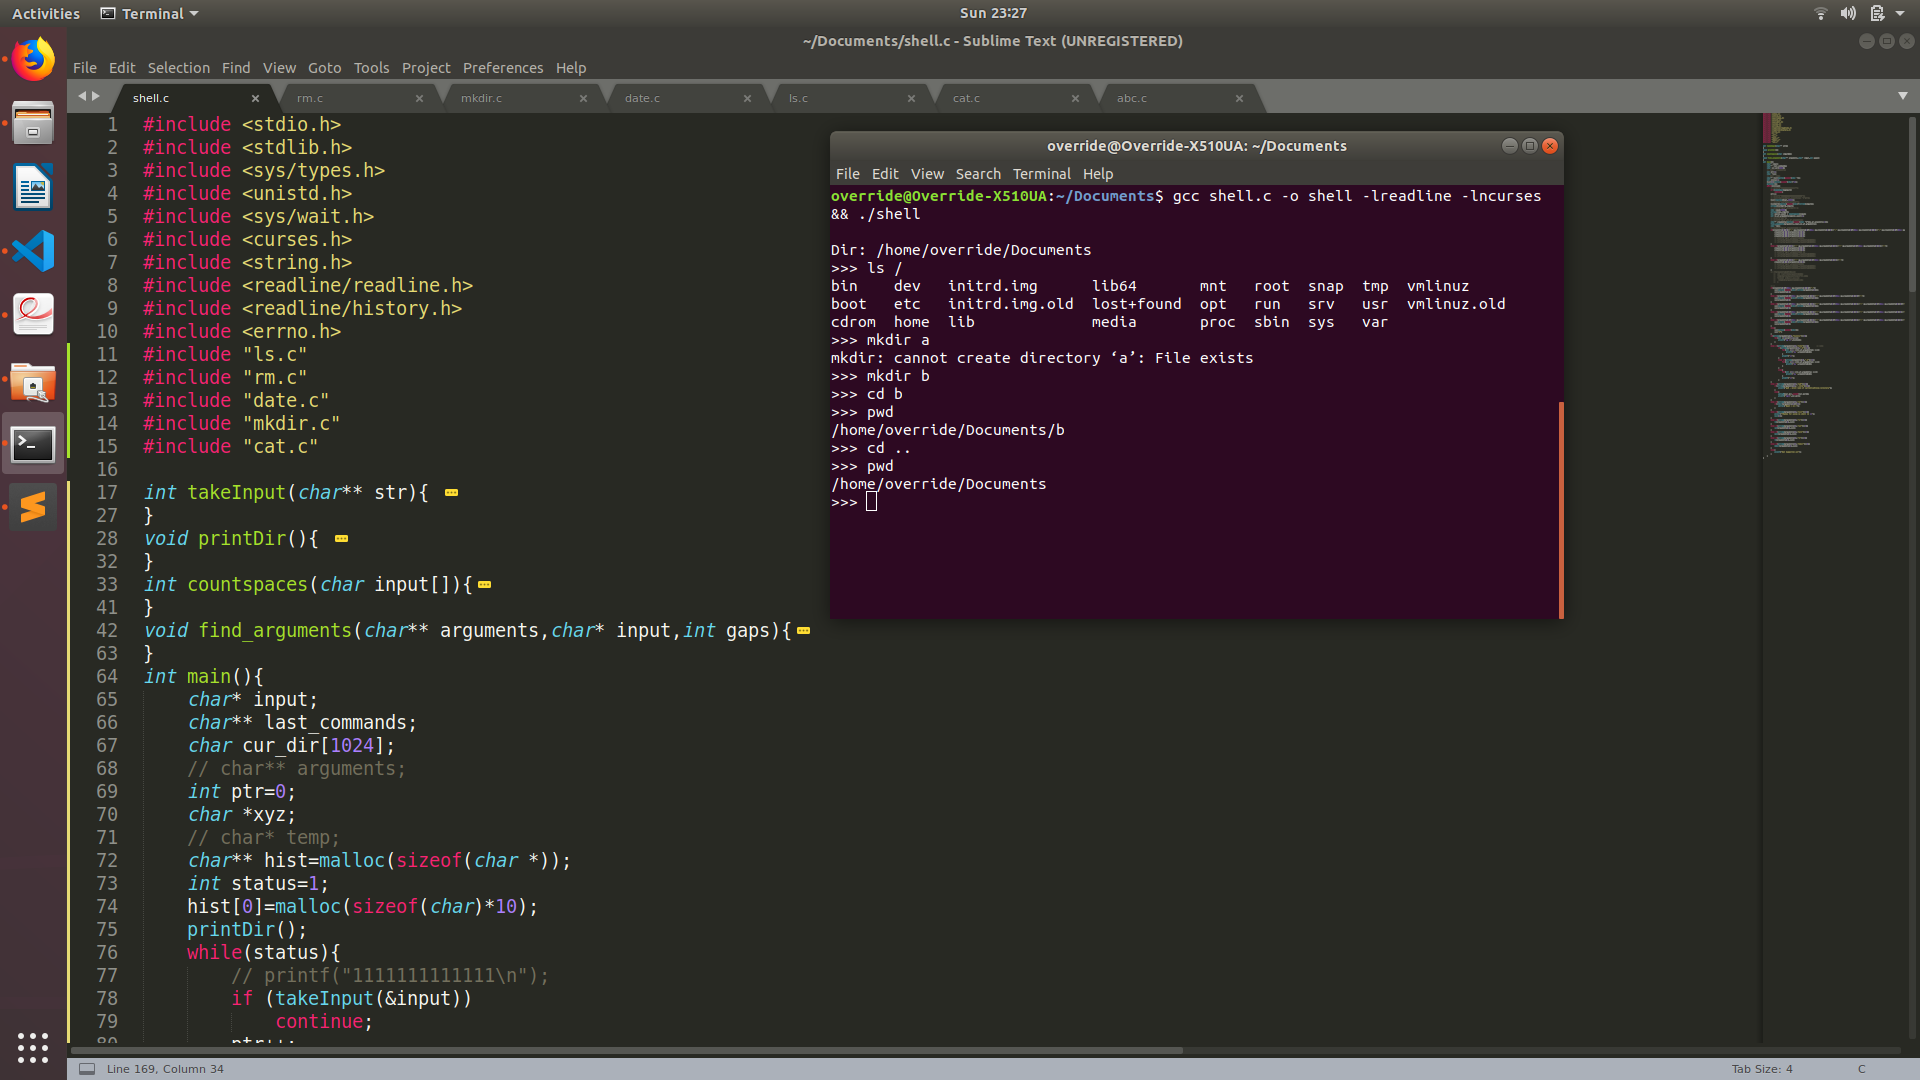 Activities Terminal Sun 23:27
~/Documents/shell.c - Sublime Text (UNREGISTERED)
File Edit Selection Find View Goto Tools Project Preferences Help
shell.c rm.c mkdir.c date.c ls.c cat.c abc.c
1 #include <stdio.h>
2 #include <stdlib.h>
3 #include <sys/types.h>
4 #include <unistd.h>
5 #include <sys/wait.h>
6 #include <curses.h>
7 #include <string.h>
8 #include <readline/readline.h>
9 #include <readline/history.h>
10 #include <errno.h>
11 #include "ls.c"
12 #include "rm.c"
13 #include "date.c"
14 #include "mkdir.c"
15 #include "cat.c"
16
17 int takeInput(char** str){
27 }
28 void printDir(){
32 }
33 int countspaces(char input[]){
41 }
42 void find_arguments(char** arguments,char* input,int gaps){
63 }
64 int main(){
65 char* input;
66 char** last_commands;
67 char cur_dir[1024];
68 // char** arguments;
69 int ptr=0;
70 char *xyz;
71 // char* temp;
72 char** hist=malloc(sizeof(char *));
73 int status=1;
74 hist[0]=malloc(sizeof(char)*10);
75 printDir();
76 while(status){
77 // printf("1111111111111\n");
78 if (takeInput(&input))
79 continue;
80 ptr++;
override@Override-X510UA: ~/Documents
File Edit View Search Terminal Help
override@Override-X510UA:~/Documents$ gcc shell.c -o shell -lreadline -lncurses
&& ./shell
Dir: /home/override/Documents
>>> ls /
bin dev initrd.img lib64 mnt root snap tmp vmlinuz
boot etc initrd.img.old lost+found opt run srv usr vmlinuz.old
cdrom home lib media proc sbin sys var
>>> mkdir a
mkdir: cannot create directory ‘a’: File exists
>>> mkdir b
>>> cd b
>>> pwd
/home/override/Documents/b
>>> cd ..
>>> pwd
/home/override/Documents
>>>
Line 169, Column 34 Tab Size: 4 C